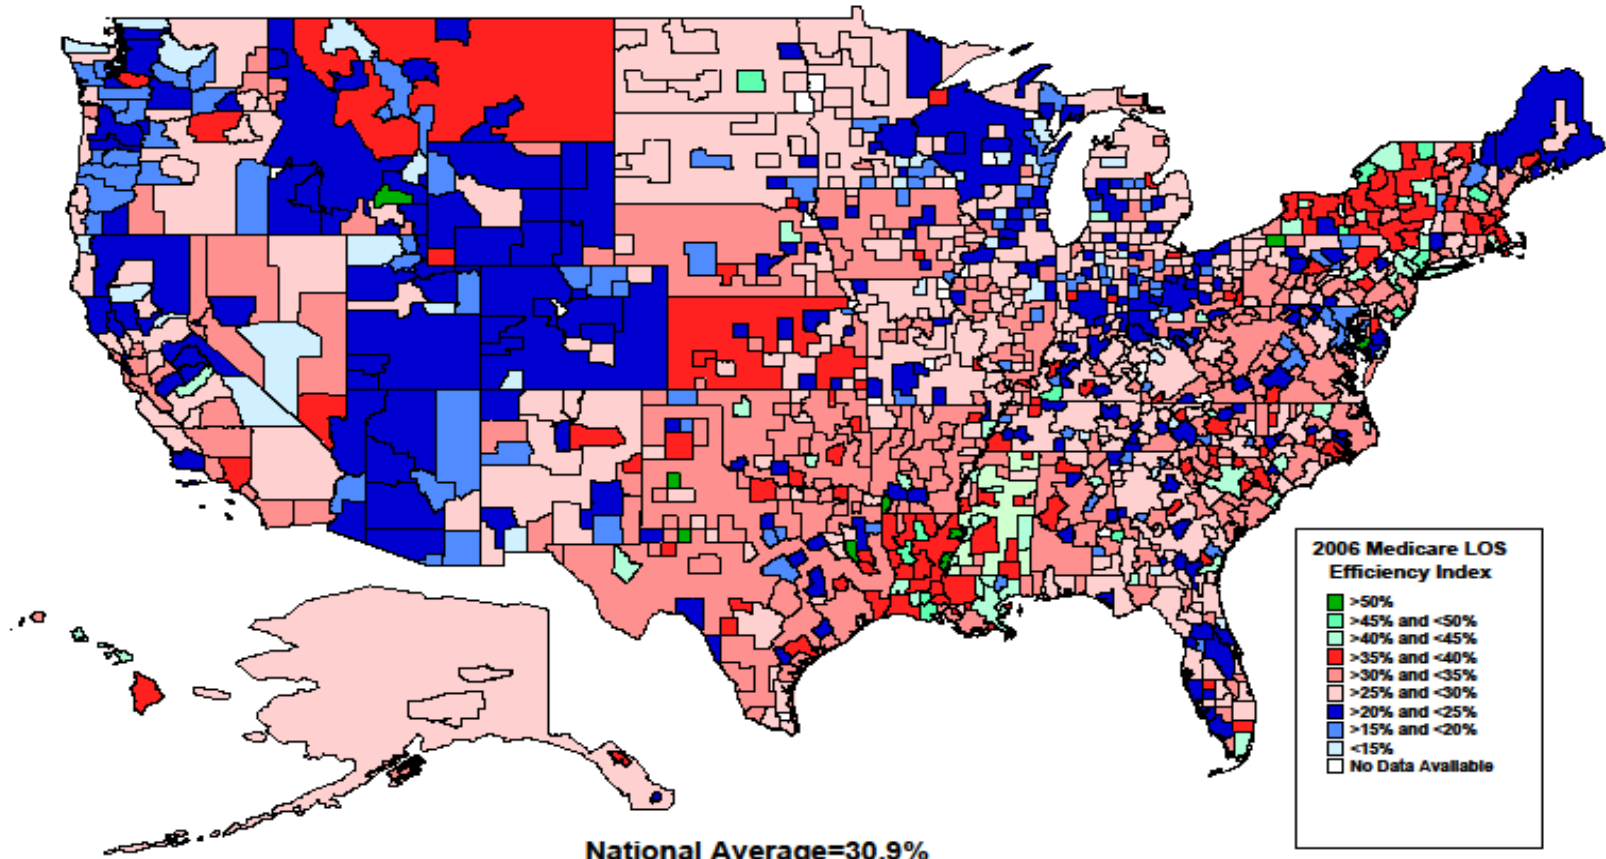 2006 Medicare LOS
Efficiency Index
>50%
>45% and <50%
>40% and <45%
>35% and <40%
>30% and <35%
>25% and <30%
>20% and <25%
>15% and <20%
<15%
No Data Available
National Average=30.9%